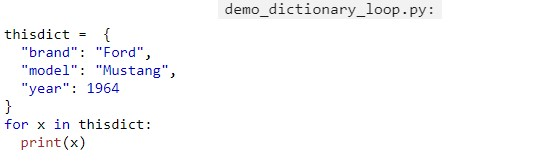 demo_dictionary_loop.py:
thisdict =  {
  "brand": "Ford",
  "model": "Mustang",
  "year": 1964
}
for x in thisdict:
  print(x)